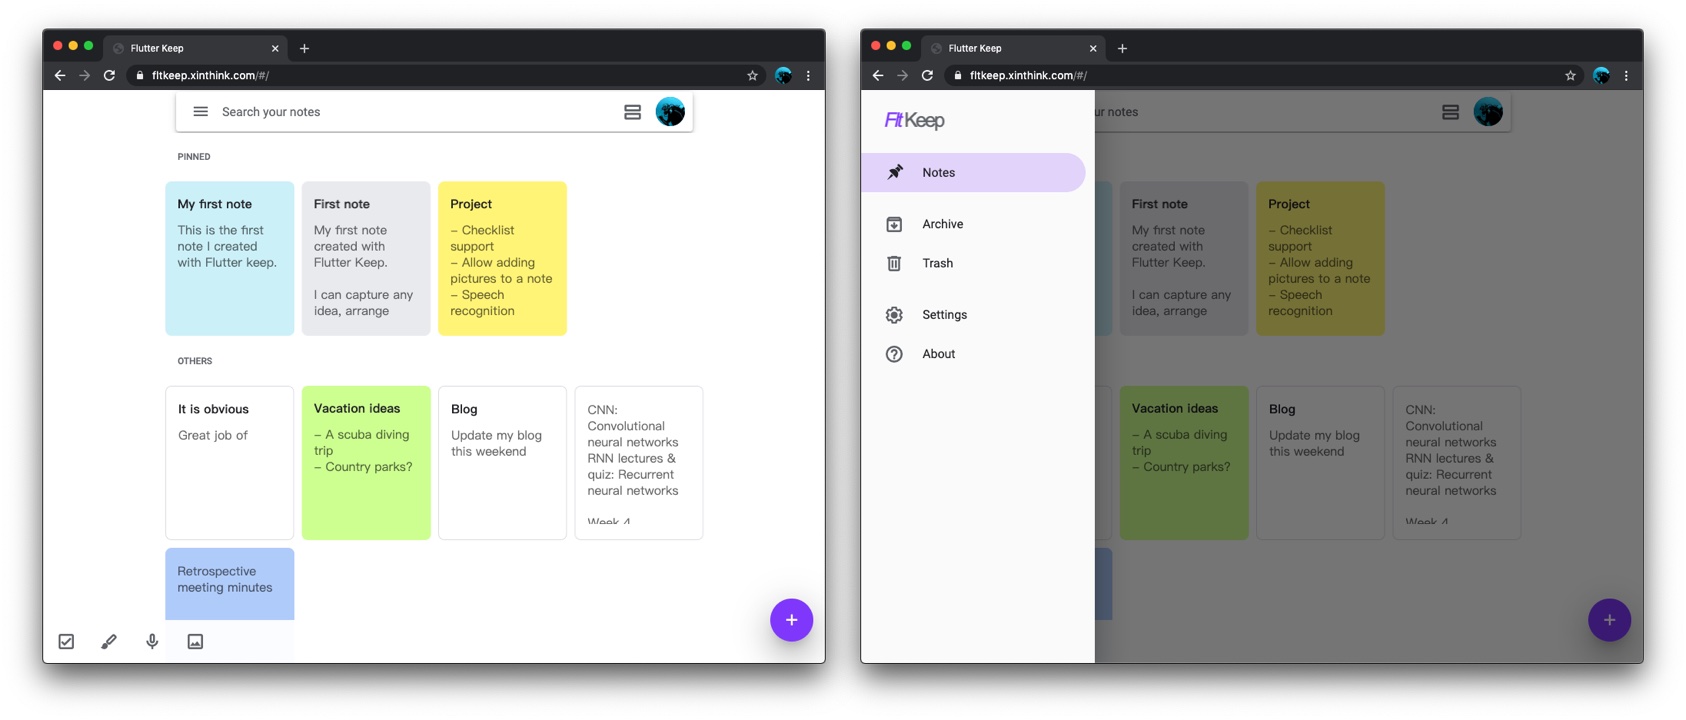 Flutter Keep
fltkeep.xinthink.com/#/
Search your notes
PINNED
My first note
This is the first
note I created
with Flutter keep.
First note
My first note
created with
Flutter Keep.
I can capture any
idea, arrange
Project
– Checklist
support
– Allow adding
pictures to a note
– Speech
recognition
OTHERS
It is obvious
Great job of
Vacation ideas
– A scuba diving
trip
– Country parks?
Blog
Update my blog
this weekend
CNN:
Convolutional
neural networks
RNN lectures &
quiz: Recurrent
neural networks
Week 4
Retrospective
meeting minutes
Flutter Keep
fltkeep.xinthink.com/#/
Flt Keep
Notes
Archive
Trash
Settings
About
ur notes
First note
My first note
created with
Flutter Keep.
I can capture any
idea, arrange
Project
– Checklist
support
– Allow adding
pictures to a note
– Speech
recognition
Vacation ideas
– A scuba diving
trip
– Country parks?
Blog
Update my blog
this weekend
CNN:
Convolutional
neural networks
RNN lectures &
quiz: Recurrent
neural networks
Week 4